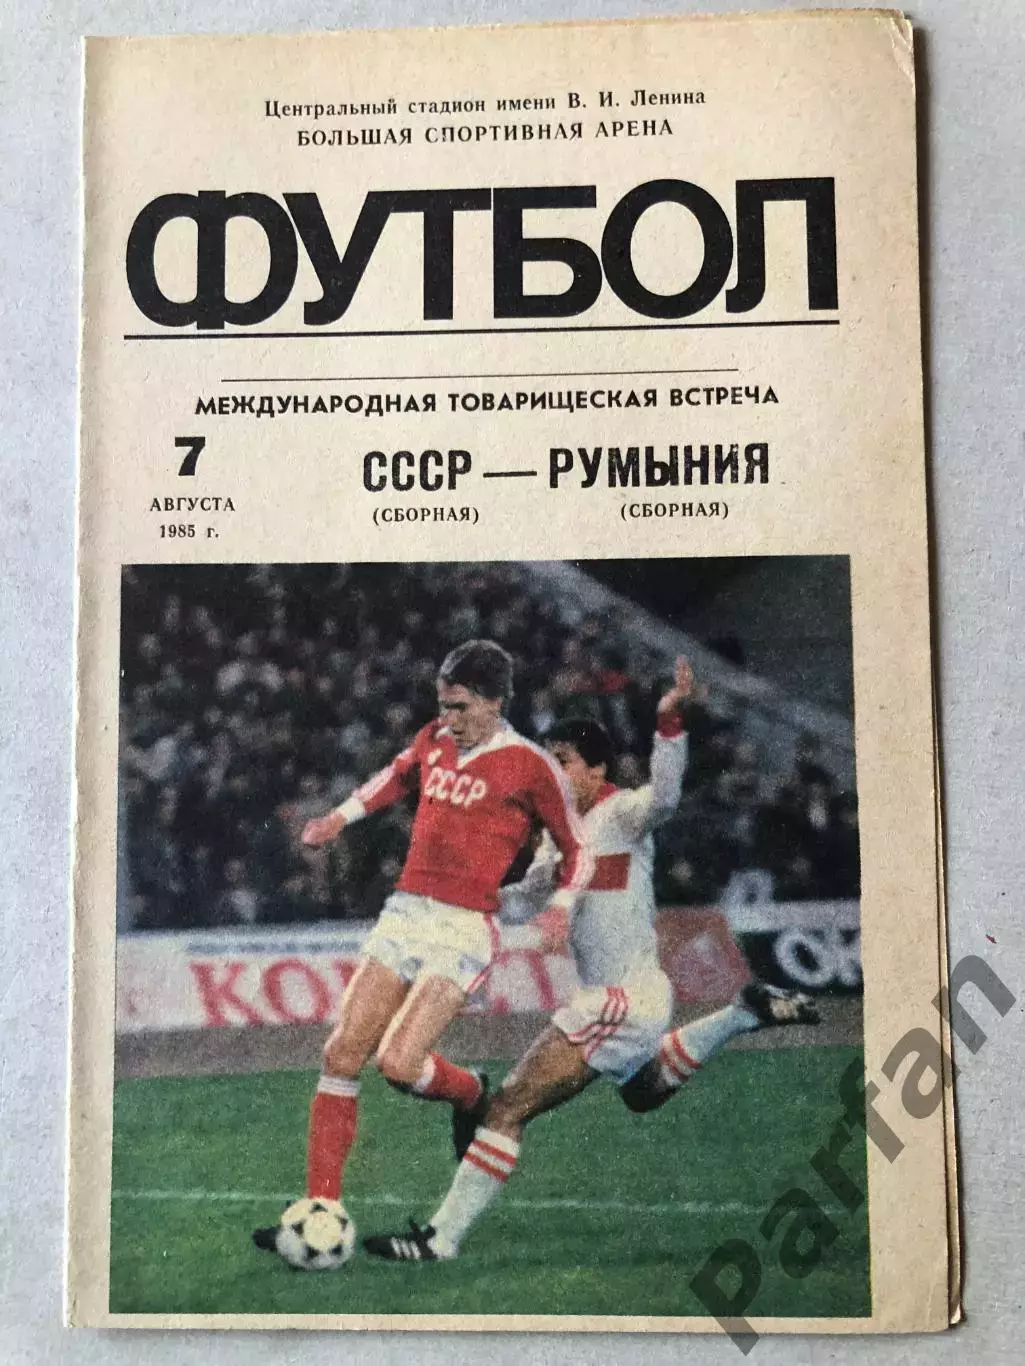 Центральный стадион имени В. И. Ленина
БОЛЬШАЯ СПОРТИВНАЯ АРЕНА
ФУТБОЛ
МЕЖДУНАРОДНАЯ ТОВАРИЩЕСКАЯ ВСТРЕЧА
7
АВГУСТА
1985 г.
СССР — РУМЫНИЯ
(СБОРНАЯ) (СБОРНАЯ)
СССР
Parfan